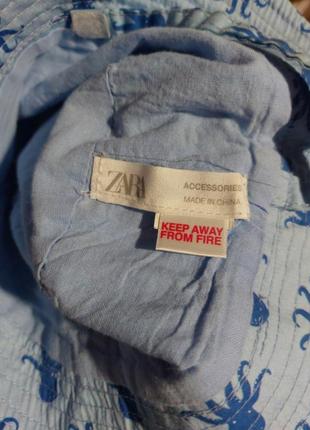 ZARA
ACCESSORIES
MADE IN CHINA
KEEP AWAY
FROM FIRE